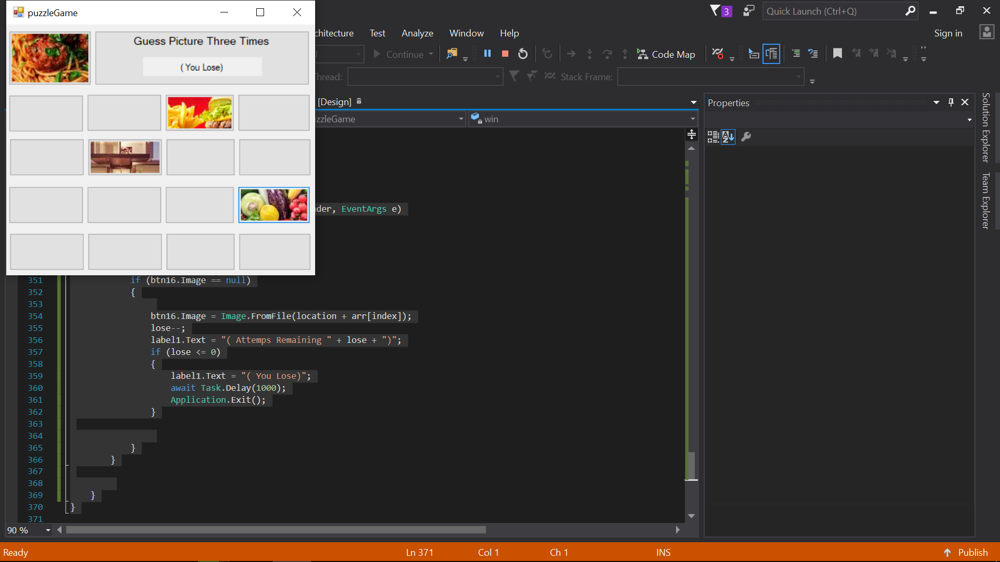 puzzleGame
Guess Picture Three Times
( You Lose)
3
Quick Launch (Ctrl+Q)
chitecture Test Analyze Window Help
Sign in
Continue
Code Map
hread:
Stack Frame:
[Design]
zzleGame
win
Properties
Solution Explorer
Team Explorer
der, EventArgs e)
351 if (btn16.Image == null)
352 {
353
354 btn16.Image = Image.FromFile(location + arr[index]);
355 lose--;
356 label1.Text = "( Attemps Remaining " + lose + ")";
357 if (lose <= 0)
358 {
359 label1.Text = "( You Lose)";
360 await Task.Delay(1000);
361 Application.Exit();
362 }
363
364
365 }
366 }
367
368
369 }
370 }
371
90 %
Ready Ln 371 Col 1 Ch 1 INS Publish